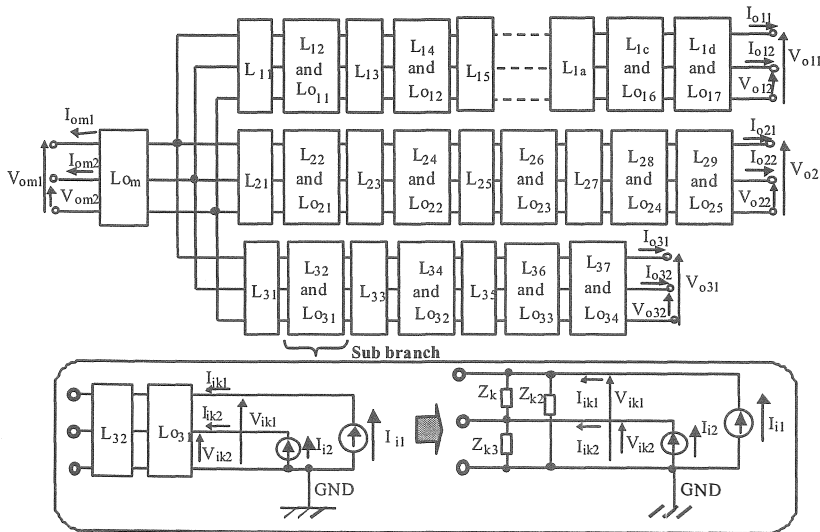 L11
L12 and Lo11
L13
L14 and Lo12
L15
L1a
L1c and Lo16
L1d and Lo17
Io11
Io12
Vo11
Vo12
Iom1
Iom2
Vom1
Vom2
Lom
L21
L22 and Lo21
L23
L24 and Lo22
L25
L26 and Lo23
L27
L28 and Lo24
L29 and Lo25
Io21
Io22
Vo2
Vo22
L31
L32 and Lo31
L33
L34 and Lo32
L35
L36 and Lo33
L37 and Lo34
Io31
Io32
Vo31
Vo32
Sub branch
L32
Lo31
Iik1
Iik2
Vik1
Vik2
Ii2
Ii1
GND
Zk
Zk2
Zk3
Iik1
Iik2
Vik1
Vik2
Ii2
Ii1
GND